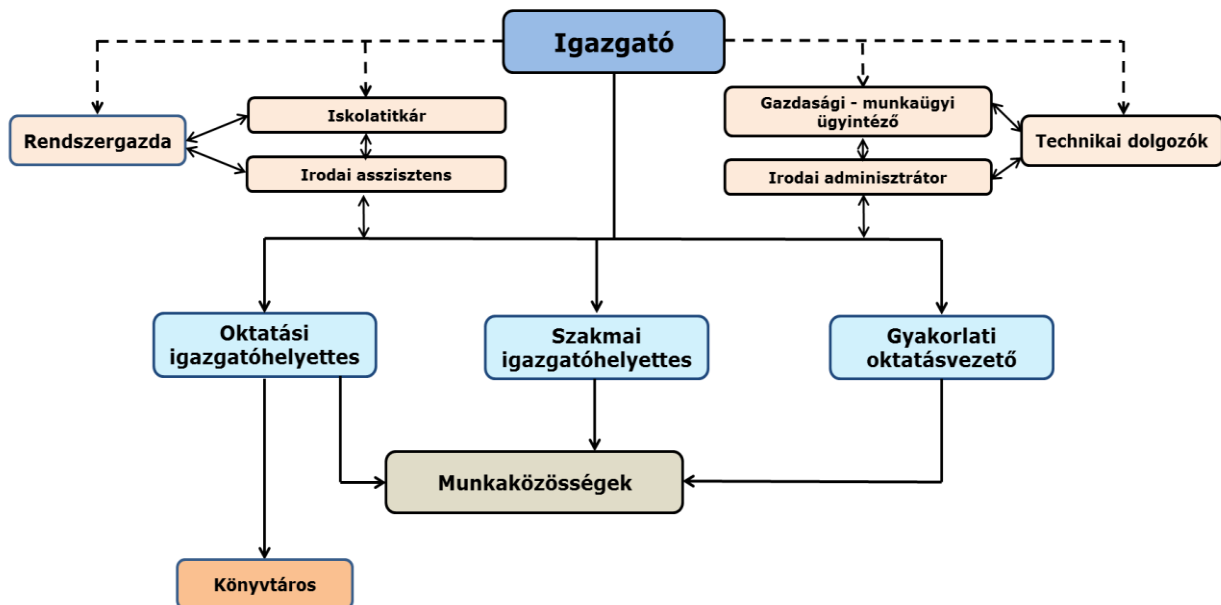 Igazgató
Iskolatitkár
Gazdasági - munkaügyi
ügyintéző
Rendszergazda
Technikai dolgozók
Irodai asszisztens
Irodai adminisztrátor
Oktatási
igazgatóhelyettes
Szakmai
igazgatóhelyettes
Gyakorlati
oktatásvezető
Munkaközösségek
Könyvtáros